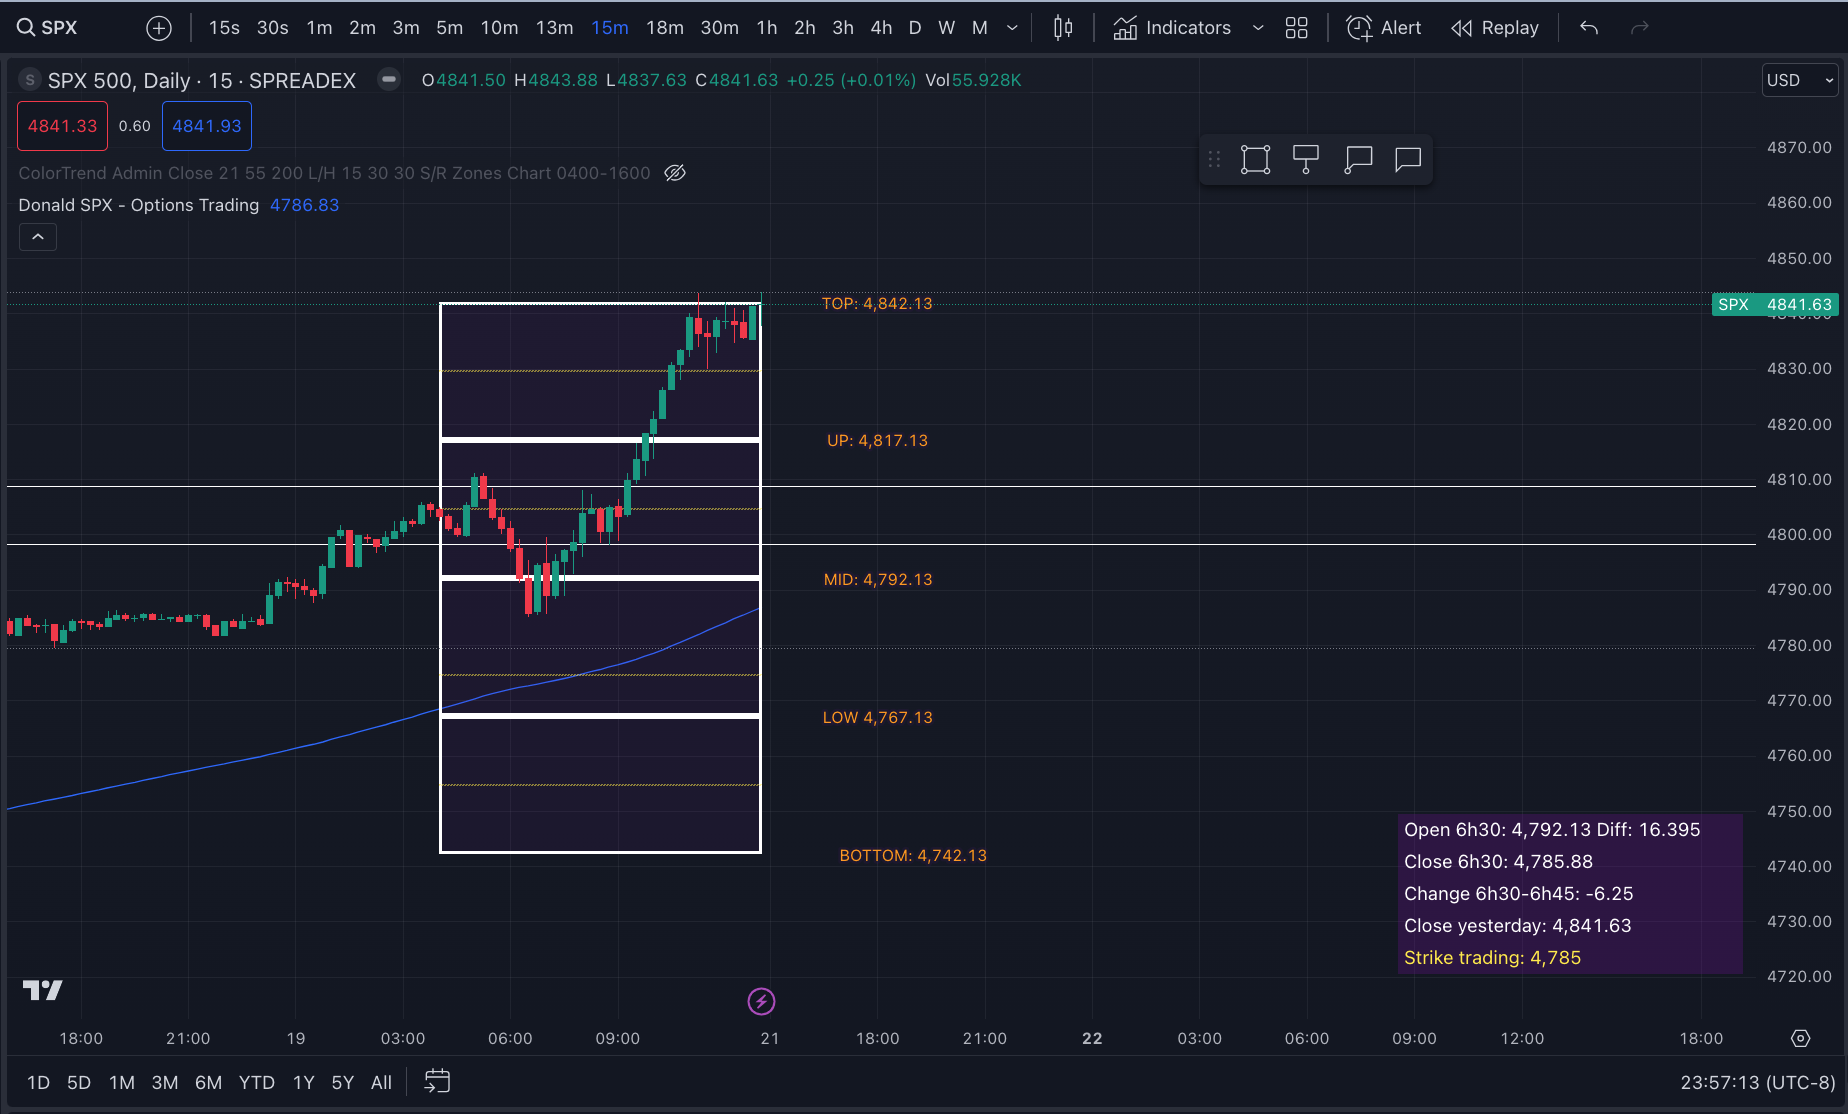 SPX 15s 30s 1m 2m 3m 5m 10m 13m 15m 18m 30m 1h 2h 3h 4h D W M Indicators Alert Replay
S SPX 500, Daily · 15 · SPREADEX O4841.50 H4843.88 L4837.63 C4841.63 +0.25 (+0.01%) Vol55.928K USD
4841.33 0.60 4841.93
ColorTrend Admin Close 21 55 200 L/H 15 30 30 S/R Zones Chart 0400-1600
Donald SPX - Options Trading 4786.83
4870.00
4860.00
4850.00
TOP: 4,842.13
SPX 4841.63
4840.00
4830.00
4820.00
UP: 4,817.13
4810.00
4800.00
MID: 4,792.13
4790.00
4780.00
4770.00
LOW 4,767.13
4760.00
4750.00
BOTTOM: 4,742.13
4740.00
4730.00
4720.00
Open 6h30: 4,792.13 Diff: 16.395
Close 6h30: 4,785.88
Change 6h30-6h45: -6.25
Close yesterday: 4,841.63
Strike trading: 4,785
18:00 21:00 19 03:00 06:00 09:00 21 18:00 21:00 22 03:00 06:00 09:00 12:00 18:00
1D 5D 1M 3M 6M YTD 1Y 5Y All 23:57:13 (UTC-8)